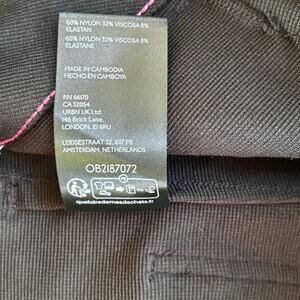 60% NYLON 32% VISCOSA 8%
ELASTAN
60% NYLON 32% VISCOSA 8%
ELASTANE
MADE IN CAMBODIA
HECHO EN CAMBOYA
RN 66170
CA 32054
URBN UK Ltd
146 Brick Lane,
LONDON, E1 6RU
LEIDSESTRAAT 32, 1017 PB
AMSTERDAM, NETHERLANDS
OB2187072
FR
quefairedemesdechets.fr